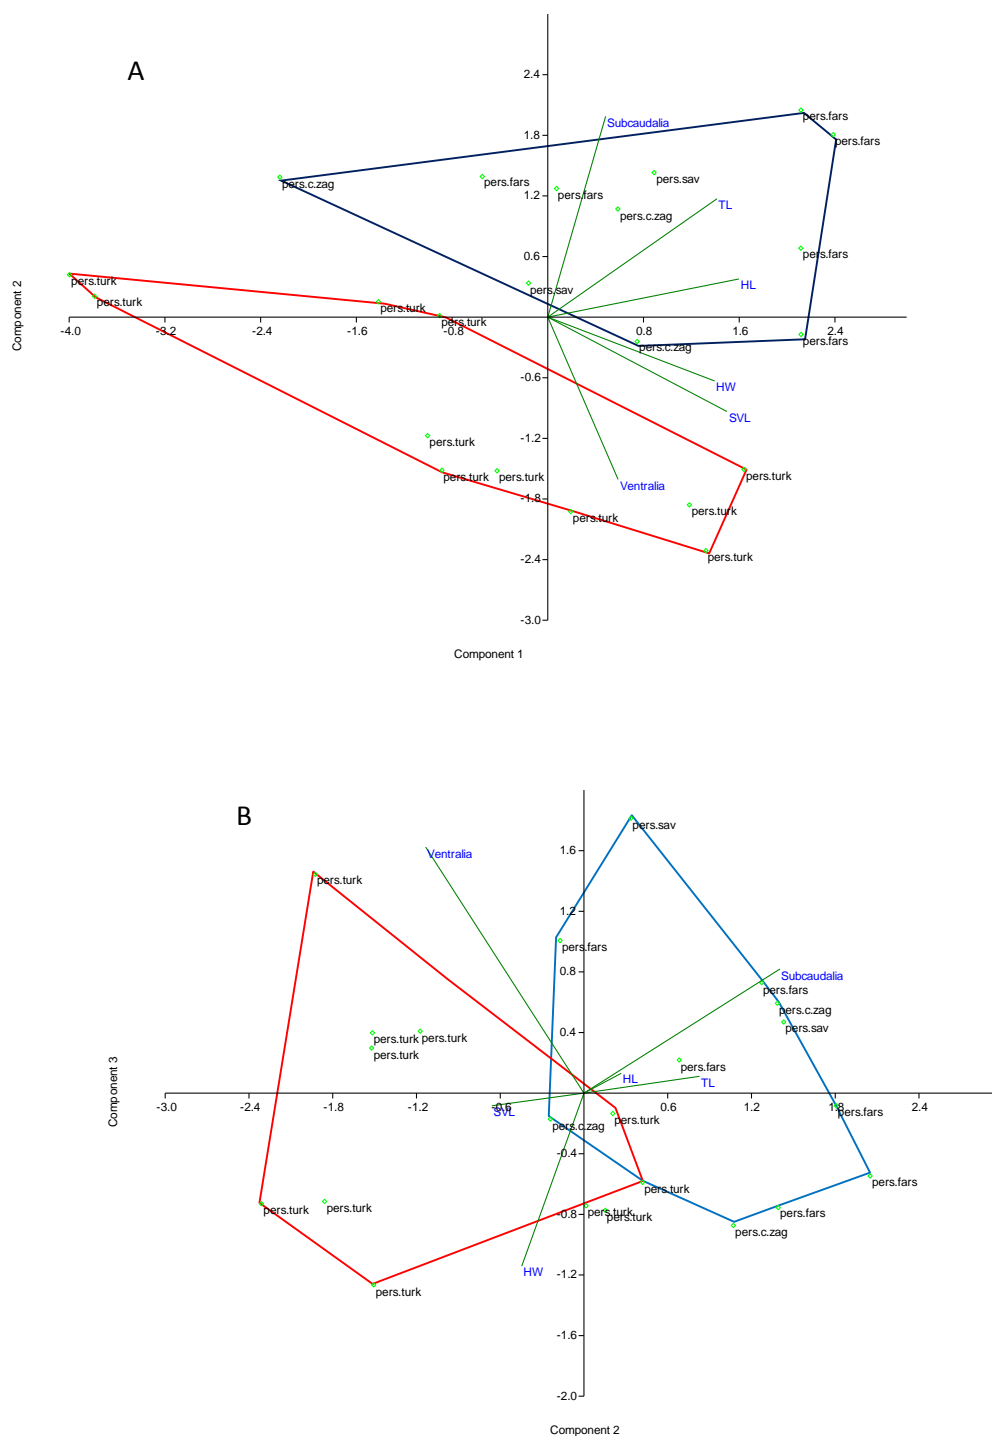 A
2.4
Subcaudalia
pers.fars
1.8
pers.fars
pers.c.zag
pers.fars
1.2
pers.fars
pers.sav
pers.c.zag
TL
0.6
pers.fars
pers.turk
pers.sav
HL
pers.turk
pers.turk
pers.turk
-4.0
-3.2
-2.4
-1.6
-0.8
0.8
1.6
2.4
pers.c.zag
pers.fars
Component 2
-0.6
HW
SVL
-1.2
pers.turk
pers.turk
pers.turk
pers.turk
Ventralia
-1.8
pers.turk
pers.turk
-2.4
pers.turk
-3.0
Component 1
B
pers.sav
Ventralia
1.6
pers.turk
1.2
pers.fars
0.8
Subcaudalia
pers.fars
pers.c.zag
pers.sav
0.4
pers.turk
pers.turk
pers.turk
pers.fars
HL
TL
-3.0
-2.4
-1.8
-1.2
-0.6
0.6
1.2
1.8
2.4
SVL
pers.fars
pers.turk
pers.c.zag
Component 3
-0.4
pers.turk
pers.fars
pers.turk
pers.turk
-0.8
pers.turk
pers.turk
pers.fars
pers.c.zag
HW
-1.2
pers.turk
-1.6
-2.0
Component 2